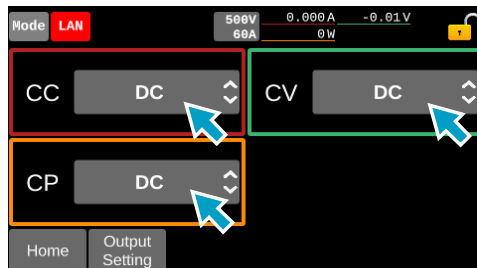 Mode LAN 500V 0.000A -0.01V
60A 0W
CC DC CV DC
CP DC
Home Output
Setting